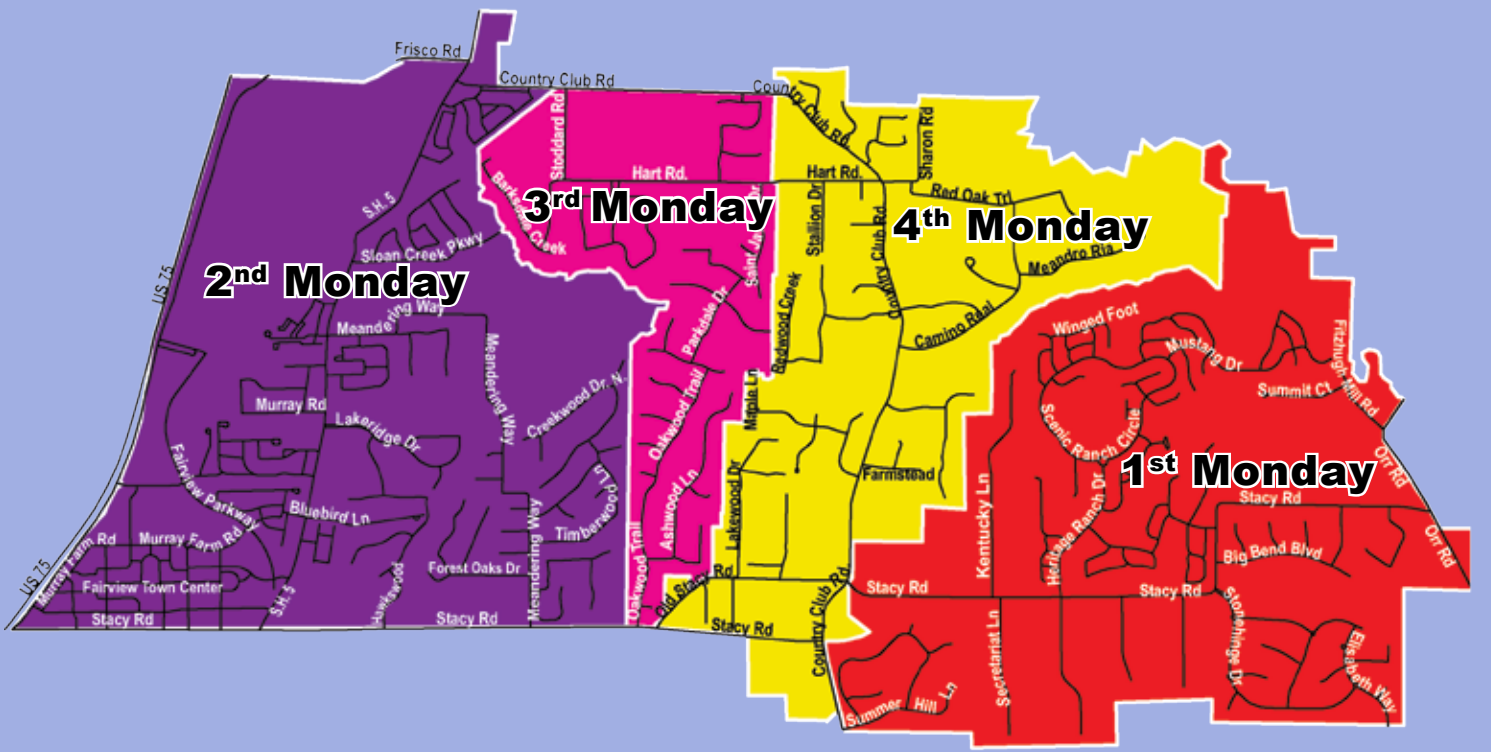 Frisco Rd
Country Club Rd
Country Club Rd
Stoddard Rd
Hart Rd.
Hart Rd.
Sharon Rd
Barksdale Creek
3rd Monday
Red Oak Trl
S.H. 5
Stallion Dr
Country Club Rd
4th Monday
Sloan Creek Pkwy
Meandro Ria
US 75
2nd Monday
Parkdale Dr
Redwood Creek
Camino Real
Meandering Way
Meandering Way
Winged Foot
Mustang Dr
Fitzhugh Mill Rd
Summit Ct
Creekwood Dr. N.
Murray Rd
Lakeridge Dr
Oakwood Trail
Maple Ln
Scenic Ranch Circle
Fairview Parkway
1st Monday
Orr Rd
Farmstead
Lakewood Dr
Ashwood Ln
Timberwood Ln
Kentucky Ln
Heritage Ranch Dr
Stacy Rd
Bluebird Ln
Murray Farm Rd
Murray Farm Rd
Meandering Way
Big Bend Blvd
Orr Rd
US 75
Forest Oaks Dr
Fairview Town Center
S.H. 5
Hawkswood
Oakwood Trail
Old Stacy Rd
Country Club Rd
Stacy Rd
Stacy Rd
Stacy Rd
Stacy Rd
Stacy Rd
Secretariat Ln
Stonehinge Dr
Elisabeth Way
Summer Hill Ln